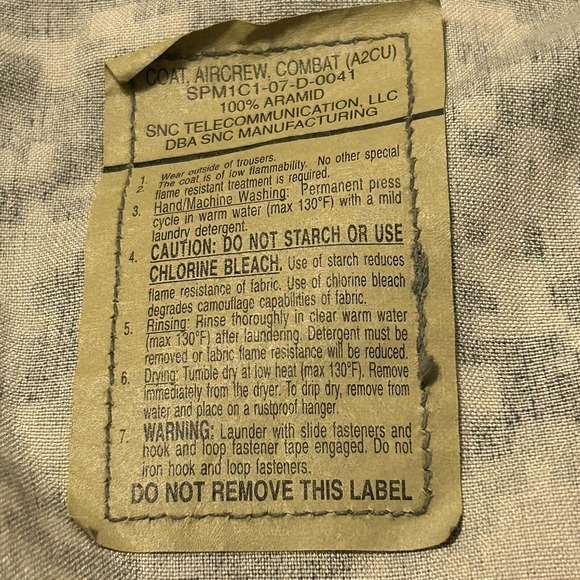 COAT, AIRCREW, COMBAT (A2CU)
SPM1C1-07-D-0041
100% ARAMID
SNC TELECOMMUNICATION, LLC
DBA SNC MANUFACTURING
1. Wear outside of trousers.
2. The coat is of low flammability. No other special
flame resistant treatment is required.
3. Hand/Machine Washing: Permanent press
cycle in warm water (max 130°F) with a mild
laundry detergent.
4. CAUTION: DO NOT STARCH OR USE
CHLORINE BLEACH. Use of starch reduces
flame resistance of fabric. Use of chlorine bleach
degrades camouflage capabilities of fabric.
5. Rinsing: Rinse thoroughly in clear warm water
(max 130°F) after laundering. Detergent must be
removed or fabric flame resistance will be reduced.
6. Drying: Tumble dry at low heat (max 130°F). Remove
immediately from the dryer. To drip dry, remove from
water and place on a rustproof hanger.
7. WARNING: Launder with slide fasteners and
hook and loop fastener tape engaged. Do not
iron hook and loop fasteners.
DO NOT REMOVE THIS LABEL